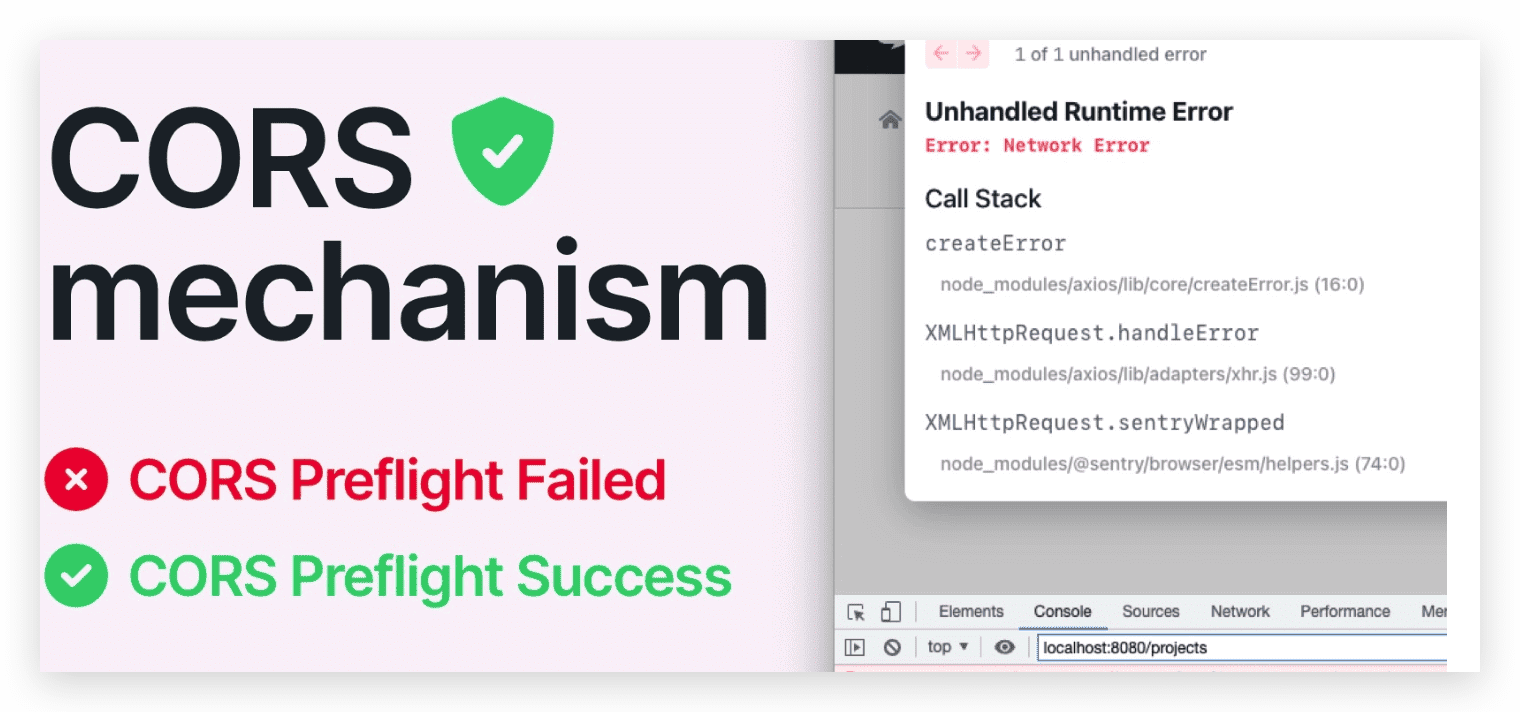 CORS
mechanism
CORS Preflight Failed
CORS Preflight Success
1 of 1 unhandled error
Unhandled Runtime Error
Error: Network Error
Call Stack
createError
node_modules/axios/lib/core/createError.js (16:0)
XMLHttpRequest.handleError
node_modules/axios/lib/adapters/xhr.js (99:0)
XMLHttpRequest.sentryWrapped
node_modules/@sentry/browser/esm/helpers.js (74:0)
Elements Console Sources Network Performance
top localhost:8080/projects